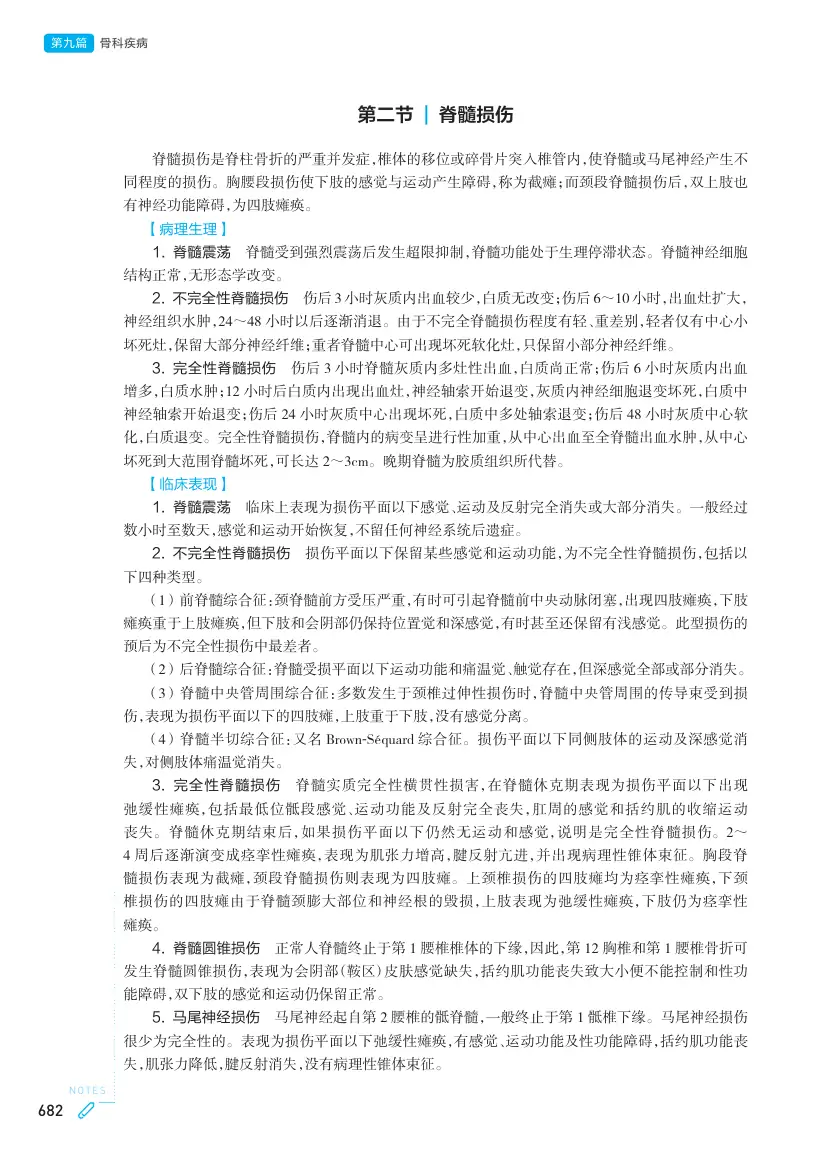 第九篇 骨科疾病
第二节 | 脊髓损伤
脊髓损伤是脊柱骨折的严重并发症,椎体的移位或碎骨片突入椎管内,使脊髓或马尾神经产生不
同程度的损伤。胸腰段损伤使下肢的感觉与运动产生障碍,称为截瘫;而颈段脊髓损伤后,双上肢也
有神经功能障碍,为四肢瘫痪。
【病理生理】
1. 脊髓震荡 脊髓受到强烈震荡后发生超限抑制,脊髓功能处于生理停滞状态。脊髓神经细胞
结构正常,无形态学改变。
2. 不完全性脊髓损伤 伤后3小时灰质内出血较少,白质无改变;伤后6～10小时,出血灶扩大,
神经组织水肿,24～48 小时以后逐渐消退。由于不完全脊髓损伤程度有轻、重差别,轻者仅有中心小
坏死灶,保留大部分神经纤维;重者脊髓中心可出现坏死软化灶,只保留小部分神经纤维。
3. 完全性脊髓损伤 伤后 3 小时脊髓灰质内多灶性出血,白质尚正常;伤后 6 小时灰质内出血
增多,白质水肿;12 小时后白质内出现出血灶,神经轴索开始退变,灰质内神经细胞退变坏死,白质中
神经轴索开始退变;伤后 24 小时灰质中心出现坏死,白质中多处轴索退变;伤后 48 小时灰质中心软
化,白质退变。完全性脊髓损伤,脊髓内的病变呈进行性加重,从中心出血至全脊髓出血水肿,从中心
坏死到大范围脊髓坏死,可长达 2～3cm。晚期脊髓为胶质组织所代替。
【临床表现】
1. 脊髓震荡 临床上表现为损伤平面以下感觉、运动及反射完全消失或大部分消失。一般经过
数小时至数天,感觉和运动开始恢复,不留任何神经系统后遗症。
2. 不完全性脊髓损伤 损伤平面以下保留某些感觉和运动功能,为不完全性脊髓损伤,包括以
下四种类型。
（1）前脊髓综合征:颈脊髓前方受压严重,有时可引起脊髓前中央动脉闭塞,出现四肢瘫痪,下肢
瘫痪重于上肢瘫痪,但下肢和会阴部仍保持位置觉和深感觉,有时甚至还保留有浅感觉。此型损伤的
预后为不完全性损伤中最差者。
（2）后脊髓综合征:脊髓受损平面以下运动功能和痛温觉、触觉存在,但深感觉全部或部分消失。
（3）脊髓中央管周围综合征:多数发生于颈椎过伸性损伤时,脊髓中央管周围的传导束受到损
伤,表现为损伤平面以下的四肢瘫,上肢重于下肢,没有感觉分离。
（4）脊髓半切综合征:又名 Brown-Séquard 综合征。损伤平面以下同侧肢体的运动及深感觉消
失,对侧肢体痛温觉消失。
3. 完全性脊髓损伤 脊髓实质完全性横贯性损害,在脊髓休克期表现为损伤平面以下出现
弛缓性瘫痪,包括最低位骶段感觉、运动功能及反射完全丧失,肛周的感觉和括约肌的收缩运动
丧失。脊髓休克期结束后,如果损伤平面以下仍然无运动和感觉,说明是完全性脊髓损伤。2～
4 周后逐渐演变成痉挛性瘫痪,表现为肌张力增高,腱反射亢进,并出现病理性锥体束征。胸段脊
髓损伤表现为截瘫,颈段脊髓损伤则表现为四肢瘫。上颈椎损伤的四肢瘫均为痉挛性瘫痪,下颈
椎损伤的四肢瘫由于脊髓颈膨大部位和神经根的毁损,上肢表现为弛缓性瘫痪,下肢仍为痉挛性
瘫痪。
4. 脊髓圆锥损伤 正常人脊髓终止于第 1 腰椎椎体的下缘,因此,第 12 胸椎和第 1 腰椎骨折可
发生脊髓圆锥损伤,表现为会阴部（鞍区）皮肤感觉缺失,括约肌功能丧失致大小便不能控制和性功
能障碍,双下肢的感觉和运动仍保留正常。
5. 马尾神经损伤 马尾神经起自第 2 腰椎的骶脊髓,一般终止于第 1 骶椎下缘。马尾神经损伤
很少为完全性的。表现为损伤平面以下弛缓性瘫痪,有感觉、运动功能及性功能障碍,括约肌功能丧
失,肌张力降低,腱反射消失,没有病理性锥体束征。
NOTES
682